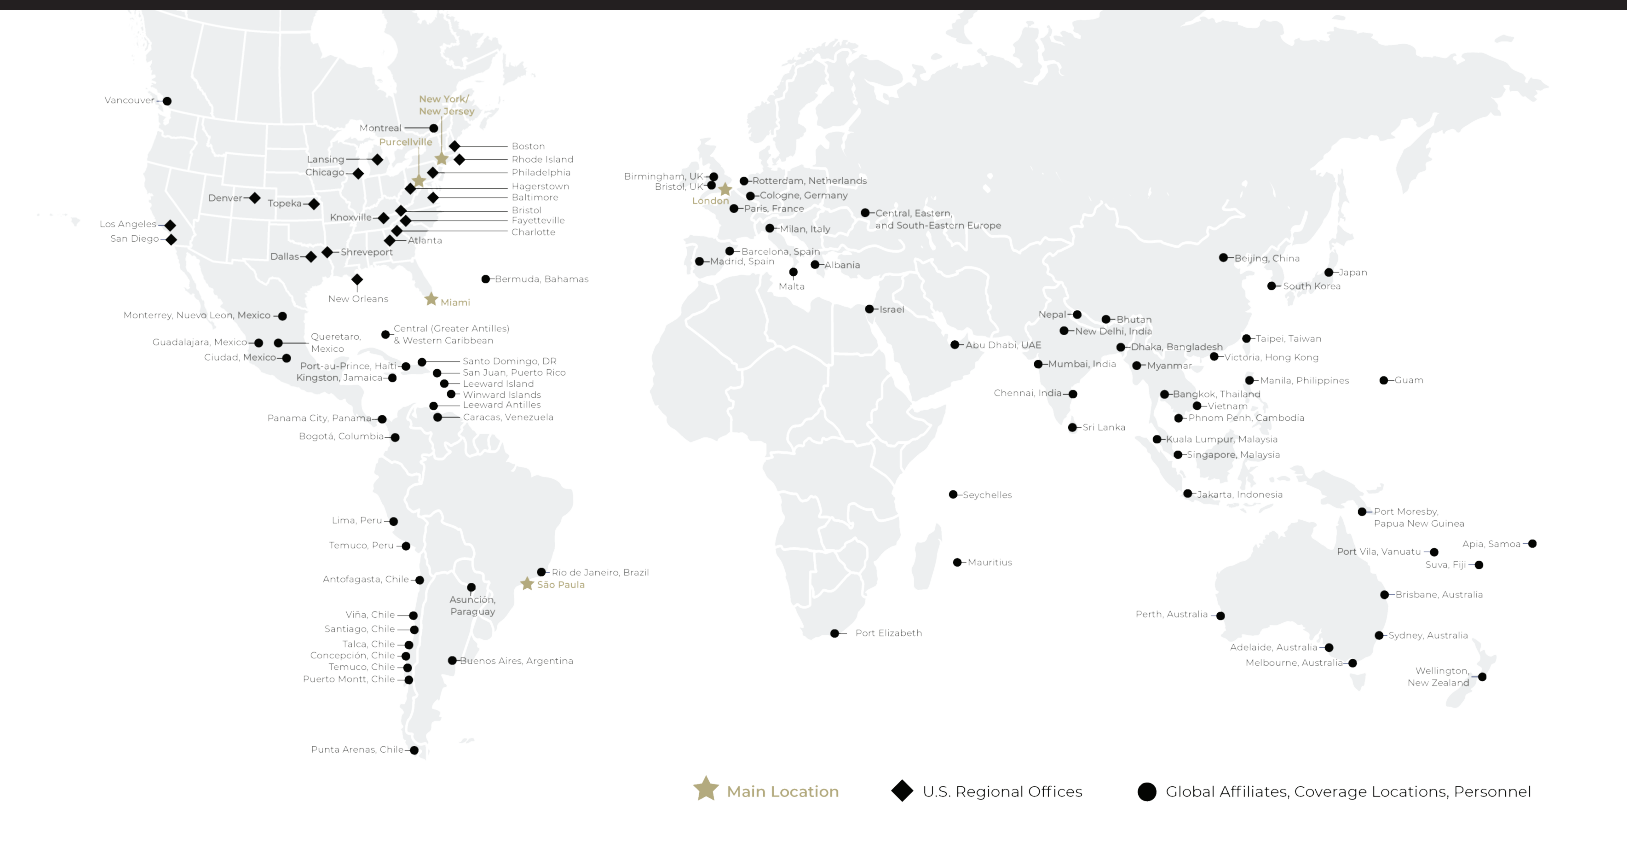 Vancouver
New York/
New Jersey
Montreal
Purcellville
Boston
Lansing
Rhode Island
Chicago
Philadelphia
Hagerstown
Denver
Topeka
Baltimore
Bristol
Knoxville
Fayetteville
Los Angeles
Charlotte
San Diego
Atlanta
Dallas
Shreveport
Bermuda, Bahamas
New Orleans
Miami
Monterrey, Nuevo Leon, Mexico
Central (Greater Antilles)
& Western Caribbean
Guadalajara, Mexico
Queretaro,
Mexico
Ciudad, Mexico
Port-au-Prince, Haiti
Santo Domingo, DR
San Juan, Puerto Rico
Kingston, Jamaica
Leeward Island
Winward Islands
Leeward Antilles
Panama City, Panama
Caracas, Venezuela
Bogotá, Columbia
Lima, Peru
Temuco, Peru
Antofagasta, Chile
Rio de Janeiro, Brazil
São Paula
Asunción,
Paraguay
Viña, Chile
Santiago, Chile
Talca, Chile
Concepción, Chile
Temuco, Chile
Buenos Aires, Argentina
Puerto Montt, Chile
Punta Arenas, Chile
Birmingham, UK
Bristol, UK
London
Rotterdam, Netherlands
Cologne, Germany
Paris, France
Central, Eastern,
and South-Eastern Europe
Milan, Italy
Barcelona, Spain
Madrid, Spain
Albania
Malta
Israel
Abu Dhabi, UAE
Seychelles
Mauritius
Port Elizabeth
Beijing, China
Japan
South Korea
Nepal
Bhutan
New Delhi, India
Taipei, Taiwan
Dhaka, Bangladesh
Victoria, Hong Kong
Mumbai, India
Myanmar
Manila, Philippines
Guam
Chennai, India
Bangkok, Thailand
Vietnam
Phnom Penh, Cambodia
Sri Lanka
Kuala Lumpur, Malaysia
Singapore, Malaysia
Jakarta, Indonesia
Port Moresby,
Papua New Guinea
Port Vila, Vanuatu
Apia, Samoa
Suva, Fiji
Brisbane, Australia
Perth, Australia
Sydney, Australia
Adelaide, Australia
Melbourne, Australia
Wellington,
New Zealand
Main Location
U.S. Regional Offices
Global Affiliates, Coverage Locations, Personnel